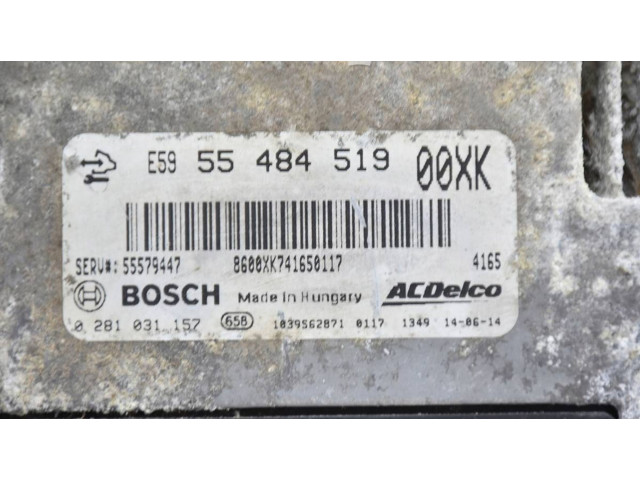 E59 55 484 519 00XK
SERV#: 55579447 8600XK741650117 4165
BOSCH Made in Hungary ACDelco
0 281 031 157 658 1039S62871 0117 1349 14-06-14